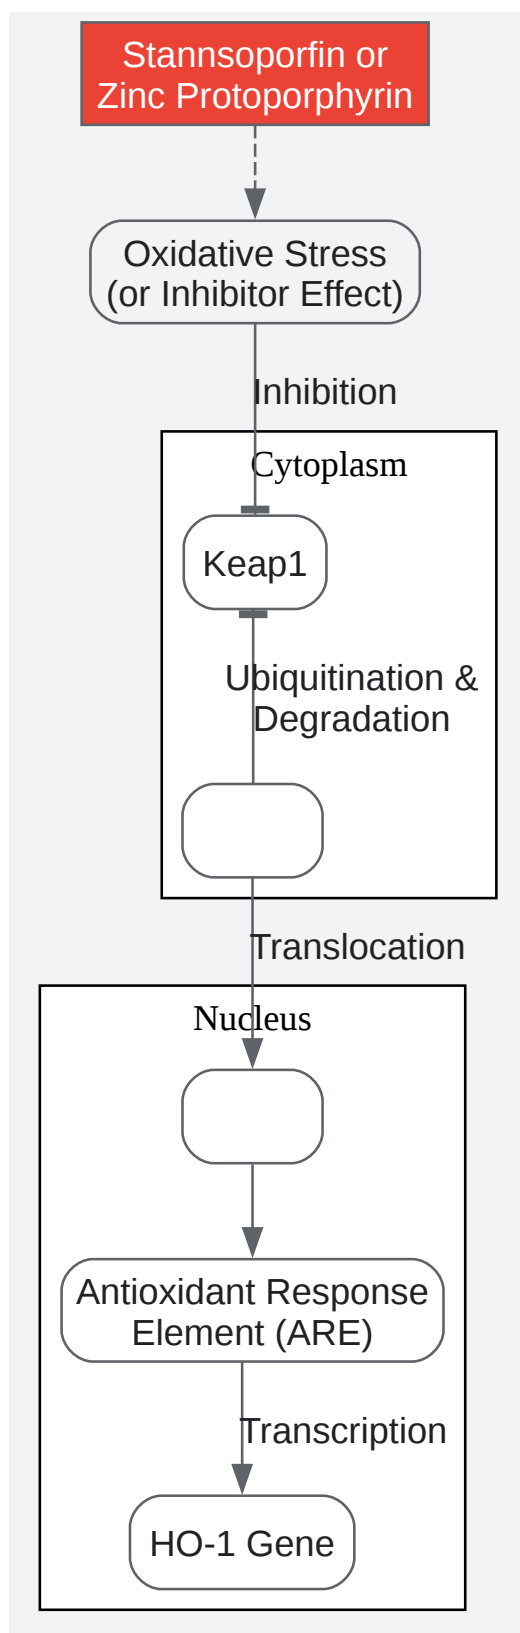 Stannsoporfin or
Zinc Protoporphyrin
Oxidative Stress
(or Inhibitor Effect)
Inhibition
Cytoplasm
Keap1
Ubiquitination &
Degradation
Translocation
Nucleus
Antioxidant Response
Element (ARE)
Transcription
HO-1 Gene